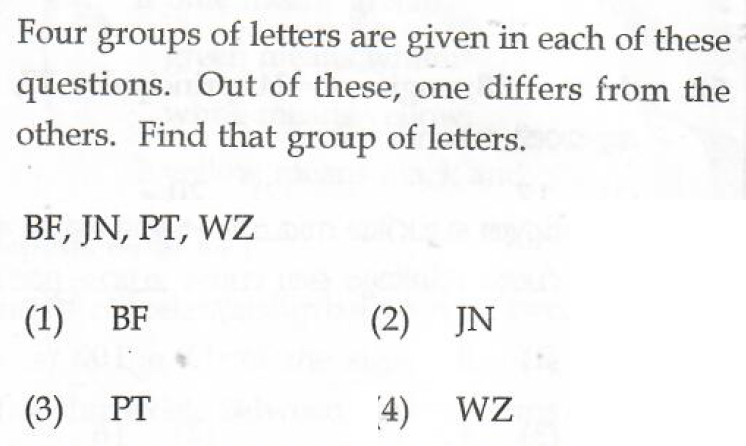 Four groups of letters are given in each of these
questions. Out of these, one differs from the
others. Find that group of letters.
BF, JN, PT, WZ
(1) BF (2) JN
(3) PT (4) WZ